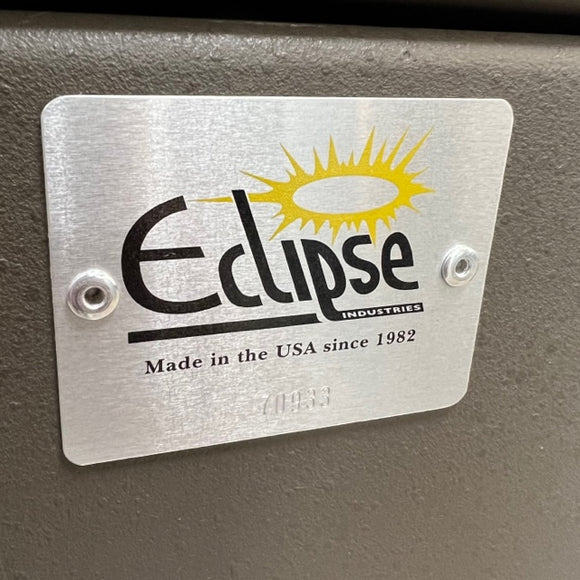 Eclipse
INDUSTRIES
Made in the USA since 1982
70933